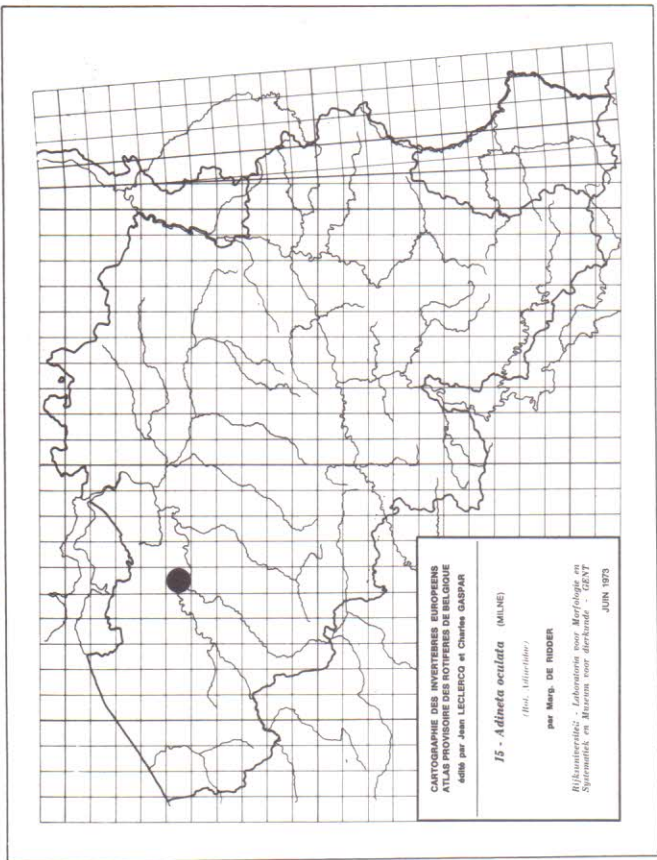 CARTOGRAPHIE DES INVERTEBRES EUROPEENS
ATLAS PROVISOIRE DES ROTIFERES DE BELGIQUE
édité par Jean LECLERCQ et Charles GASPAR
15 - Adineta oculata (MILNE)
(Rot. Adinetidae)
par Marg. DE RIDDER
Rijksuniversiteit - Laboratoria voor Morfologie en
Systematiek en Museum voor dierkunde - GENT
JUIN 1973